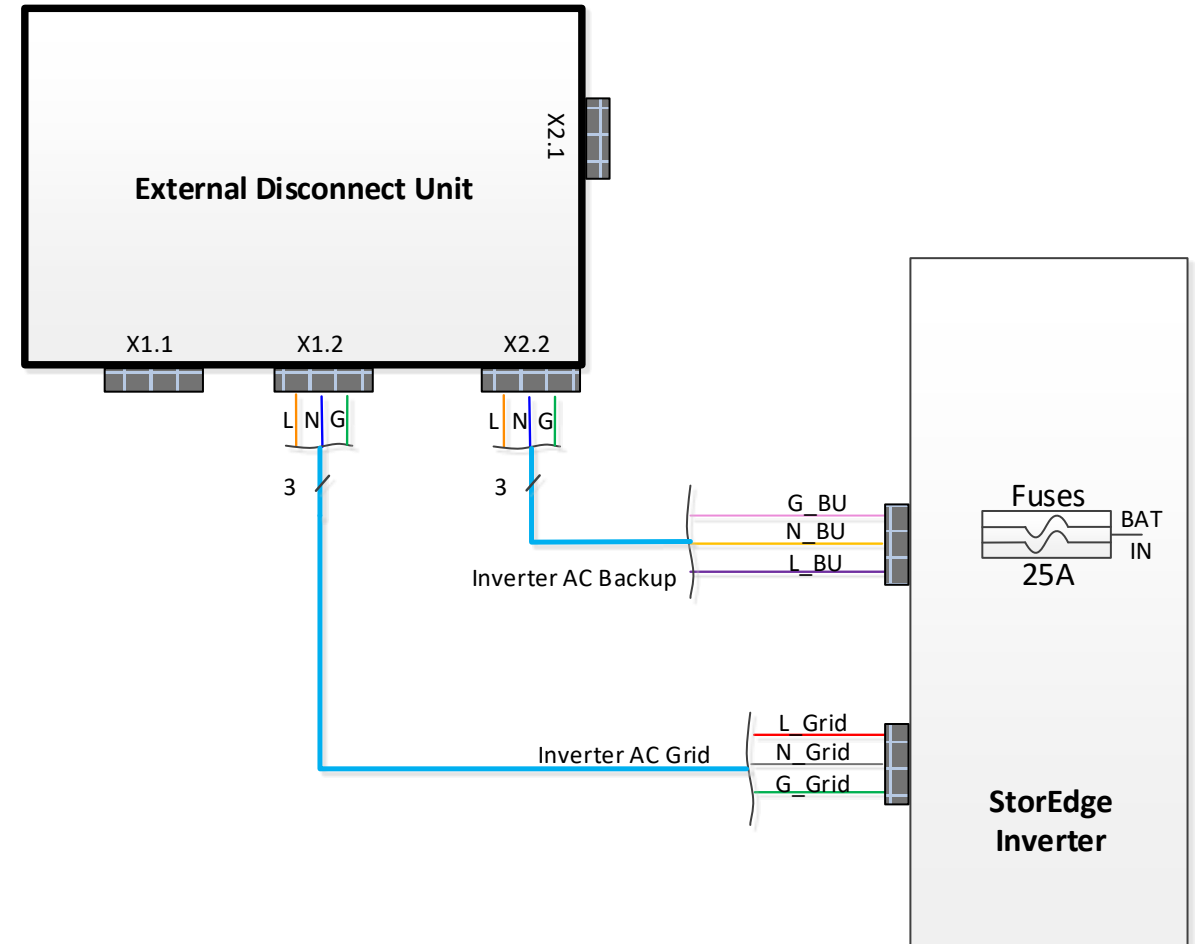 X2.1
External Disconnect Unit
X1.1 X1.2 X2.2
L N G L N G
3 3
Fuses
G_BU
BAT
N_BU
IN
L_BU
25A
Inverter AC Backup
L_Grid
Inverter AC Grid
N_Grid
G_Grid
StorEdge
Inverter